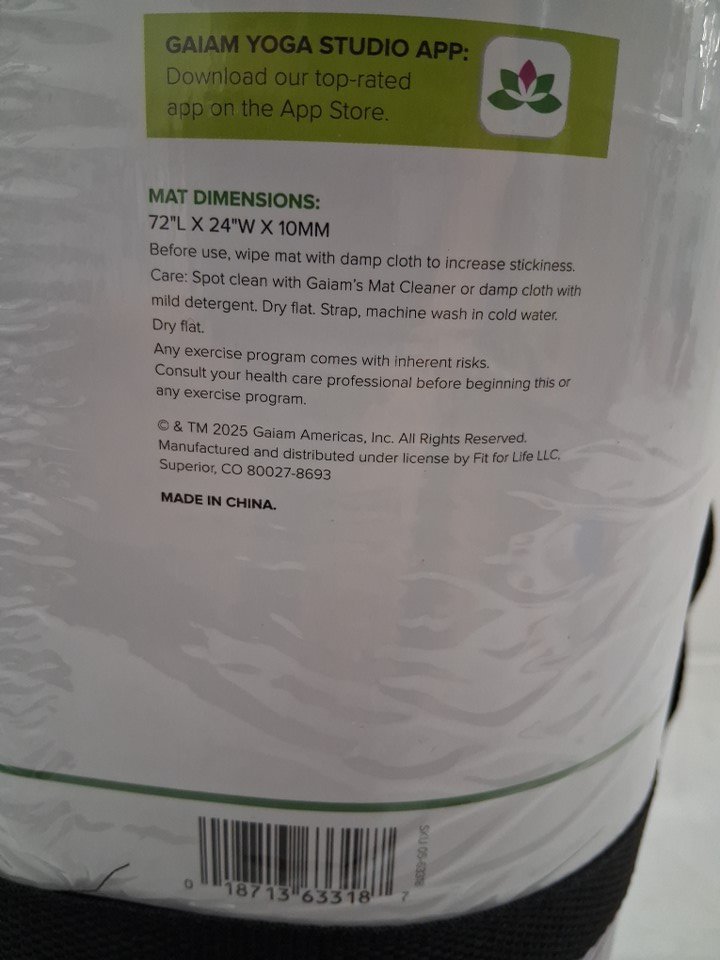 GAIAM YOGA STUDIO APP:
Download our top-rated
app on the App Store.
MAT DIMENSIONS:
72"L X 24"W X 10MM
Before use, wipe mat with damp cloth to increase stickiness.
Care: Spot clean with Gaiam's Mat Cleaner or damp cloth with
mild detergent. Dry flat. Strap, machine wash in cold water.
Dry flat.
Any exercise program comes with inherent risks.
Consult your health care professional before beginning this or
any exercise program.
© & TM 2025 Gaiam Americas, Inc. All Rights Reserved.
Manufactured and distributed under license by Fit for Life LLC.
Superior, CO 80027-8693
MADE IN CHINA.
SKU 05-63318
0 18713 63318 7